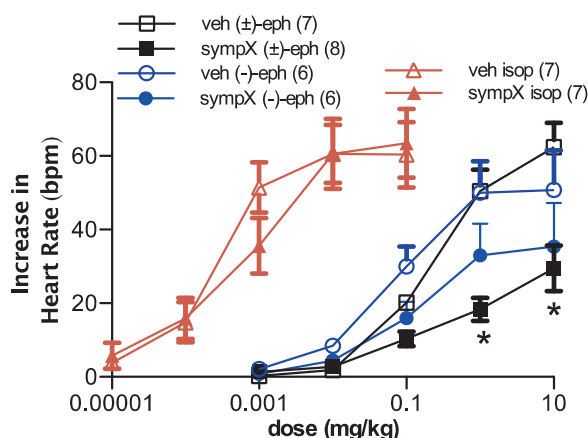 veh (±)-eph (7)
sympX (±)-eph (8)
veh (-)-eph (6)
sympX (-)-eph (6)
veh isop (7)
sympX isop (7)
80
60
40
20
0
Increase in
Heart Rate (bpm)
*
*
0.00001
0.001
0.1
10
dose (mg/kg)